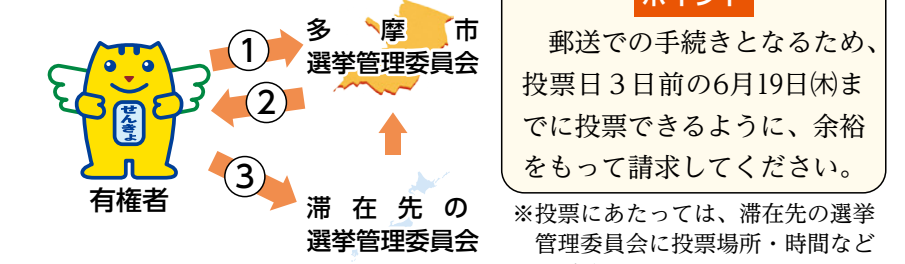 ①
多摩市
選挙管理委員会
②
せんきょ
有権者
③
滞在先の
選挙管理委員会
ポイント
郵送での手続きとなるため、
投票日３日前の6月19日㈭ま
でに投票できるように、余裕
をもって請求してください。
※投票にあたっては、滞在先の選挙
管理委員会に投票場所・時間など